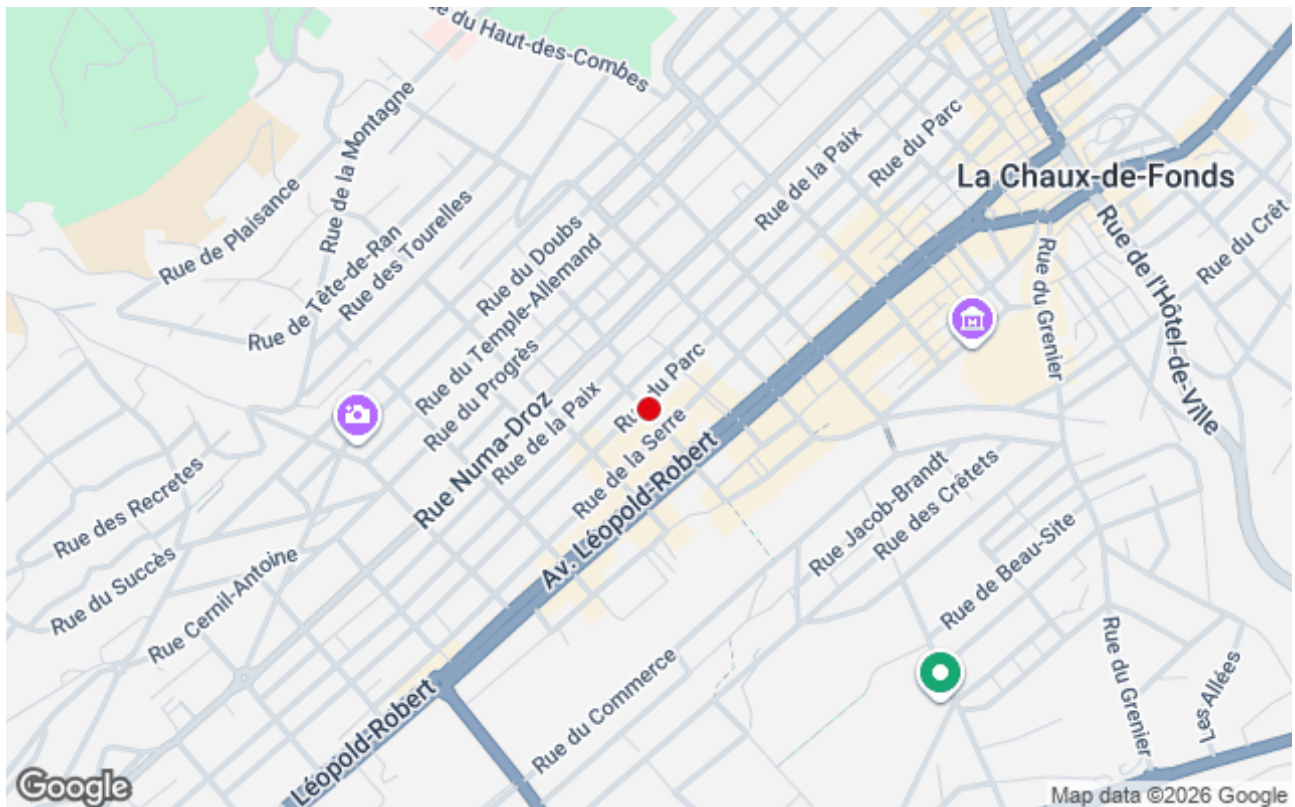 Rue du Haut-des-Combes
Rue de la Montagne
Rue du Parc
Rue de la Paix
La Chaux-de-Fonds
Rue de Plaisance
Rue de Tête-de-Ran
Rue des Tourelles
Rue du Doubs
Rue du Temple-Allemand
Rue du Progrès
Rue du Crêt
Rue de l'Hôtel-de-Ville
Rue du Grenier
Rue Numa-Droz
Rue de la Paix
Rue du Parc
Rue de la Serre
Av. Léopold-Robert
Rue des Recretes
Rue du Succès
Rue Cernil-Antoine
Rue Jacob-Brandt
Rue des Crêtets
Rue de Beau-Site
Rue du Commerce
Rue du Grenier
Les-Allées
Léopold-Robert
Google
Map data ©2026 Google